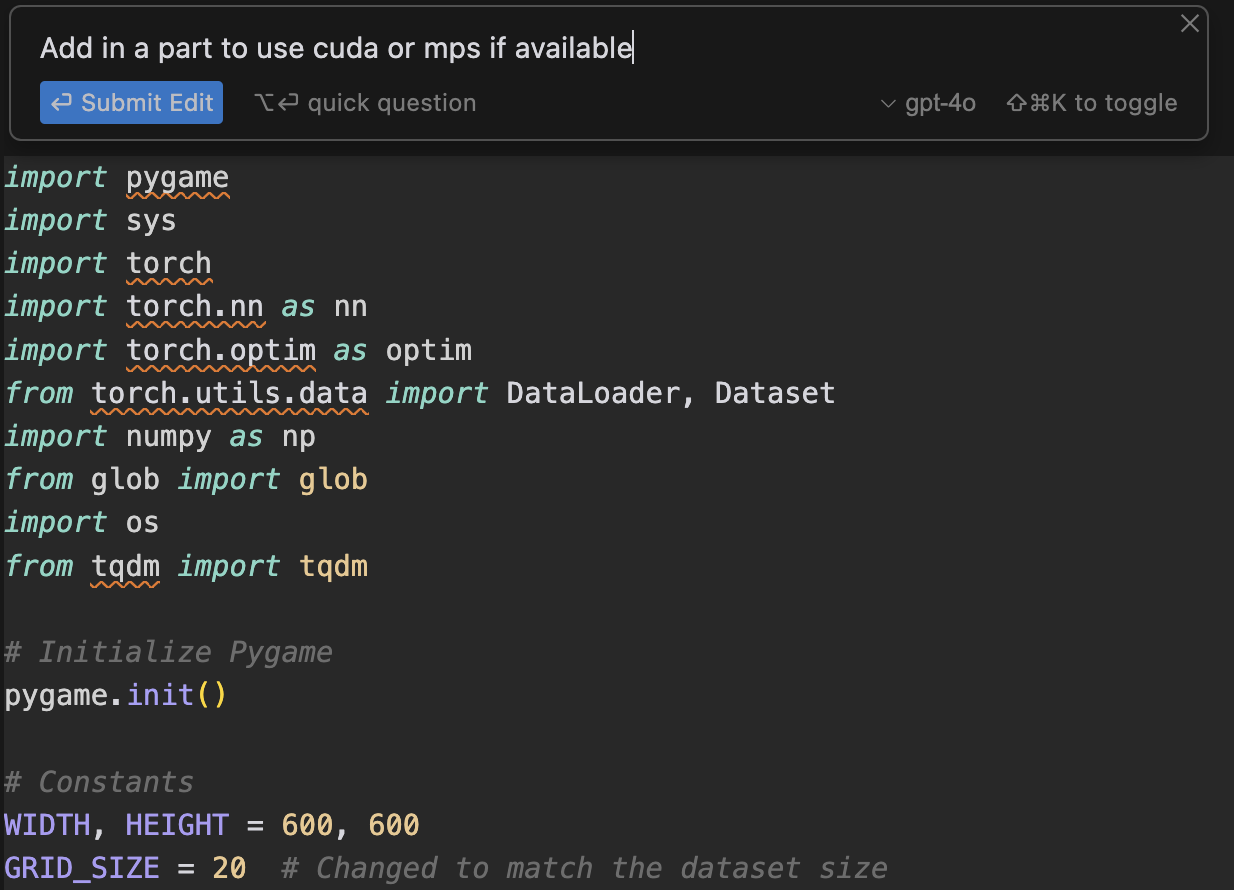 Add in a part to use cuda or mps if available
⏎ Submit Edit ⌥⏎ quick question gpt-4o ⇧⌘K to toggle
import pygame
import sys
import torch
import torch.nn as nn
import torch.optim as optim
from torch.utils.data import DataLoader, Dataset
import numpy as np
from glob import glob
import os
from tqdm import tqdm
# Initialize Pygame
pygame.init()
# Constants
WIDTH, HEIGHT = 600, 600
GRID_SIZE = 20  # Changed to match the dataset size